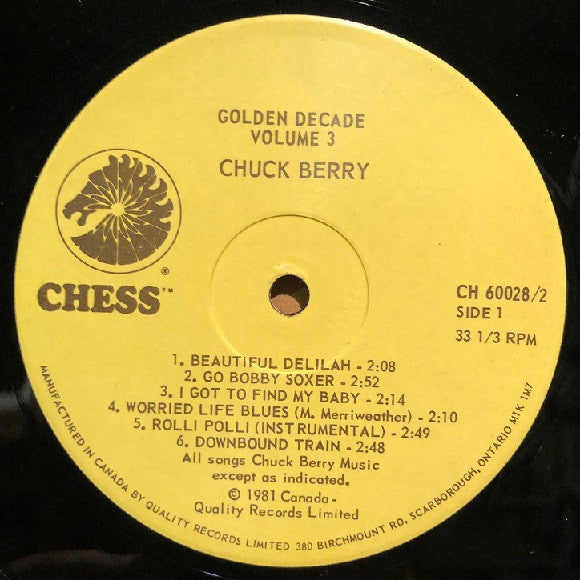 GOLDEN DECADE
VOLUME 3
CHUCK BERRY
®
CHESS™
CH 60028/2
SIDE 1
33 1/3 RPM
1. BEAUTIFUL DELILAH - 2:08
2. GO BOBBY SOXER - 2:52
3. I GOT TO FIND MY BABY - 2:14
4. WORRIED LIFE BLUES (M. Merriweather) - 2:10
5. ROLLI POLLI (INSTRUMENTAL) - 2:49
6. DOWNBOUND TRAIN - 2:48
All songs Chuck Berry Music
except as indicated.
© 1981 Canada -
Quality Records Limited
MANUFACTURED IN CANADA BY QUALITY RECORDS LIMITED 380 BIRCHMOUNT RD. SCARBOROUGH, ONTARIO M1K 1M7